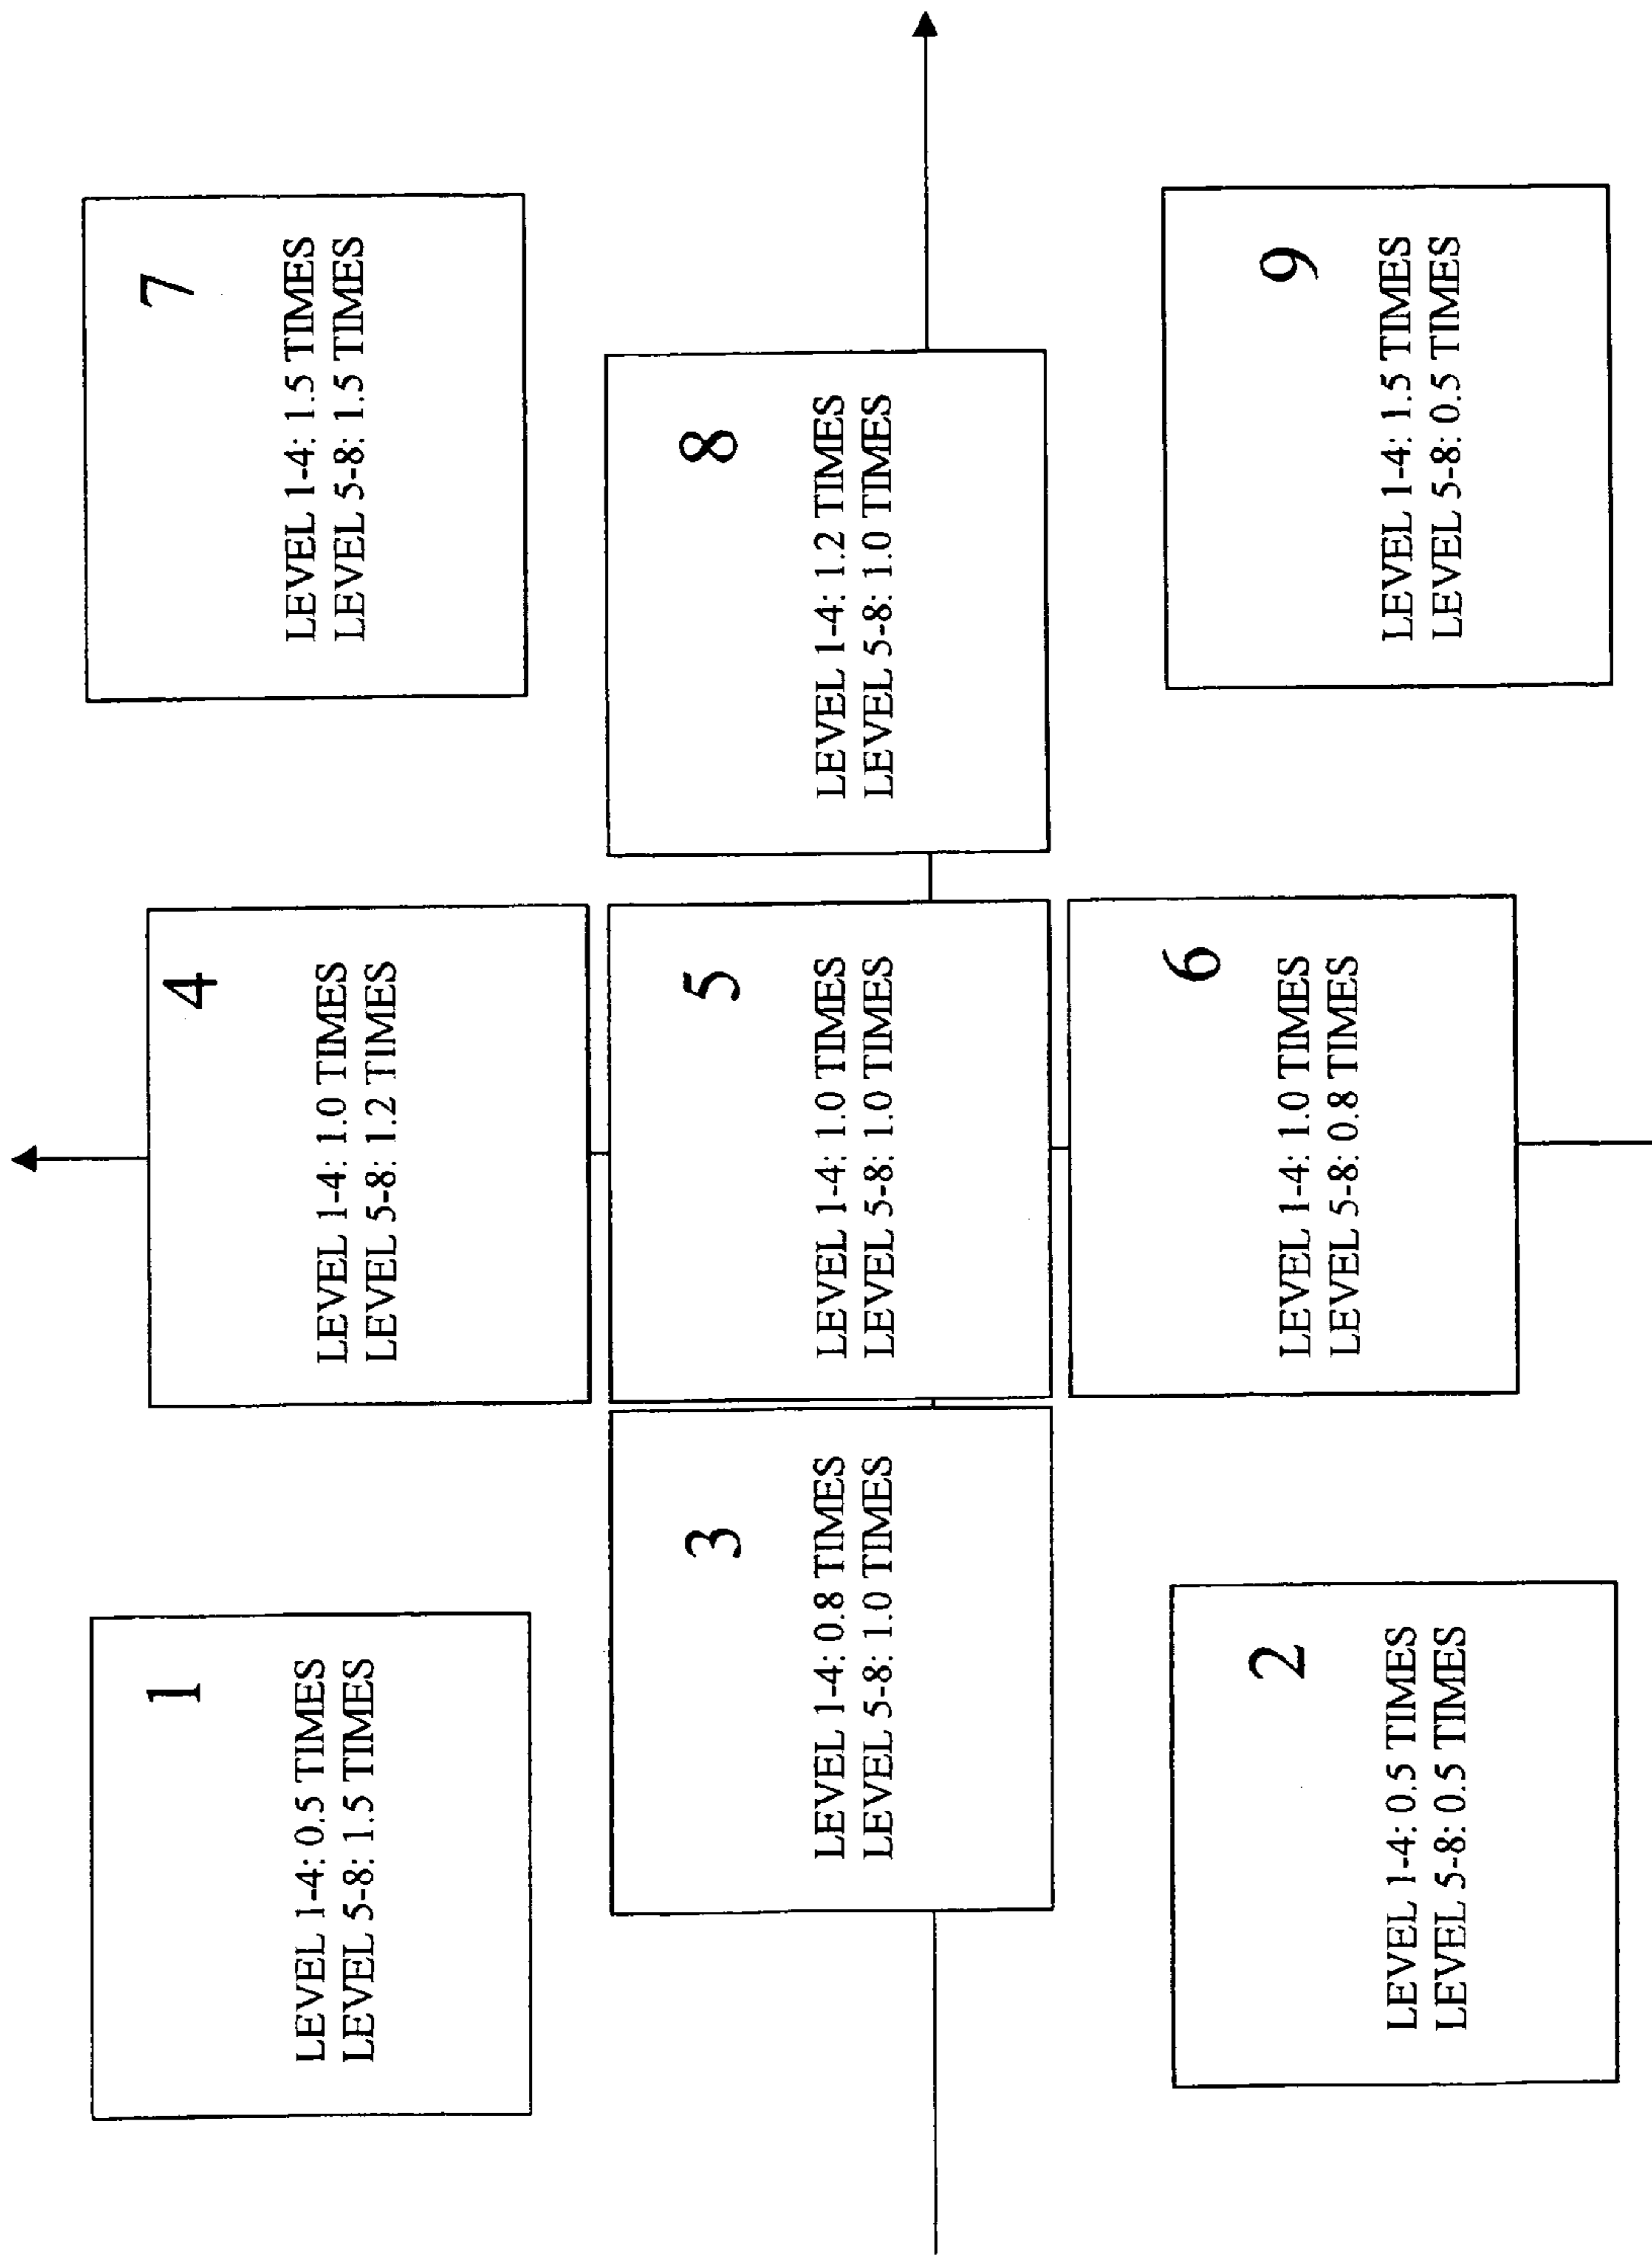 1
LEVEL 1-4: 0.5 TIMES
LEVEL 5-8: 1.5 TIMES
4
LEVEL 1-4: 1.0 TIMES
LEVEL 5-8: 1.2 TIMES
7
LEVEL 1-4: 1.5 TIMES
LEVEL 5-8: 1.5 TIMES
3
LEVEL 1-4: 0.8 TIMES
LEVEL 5-8: 1.0 TIMES
5
LEVEL 1-4: 1.0 TIMES
LEVEL 5-8: 1.0 TIMES
8
LEVEL 1-4: 1.2 TIMES
LEVEL 5-8: 1.0 TIMES
2
LEVEL 1-4: 0.5 TIMES
LEVEL 5-8: 0.5 TIMES
6
LEVEL 1-4: 1.0 TIMES
LEVEL 5-8: 0.8 TIMES
9
LEVEL 1-4: 1.5 TIMES
LEVEL 5-8: 0.5 TIMES